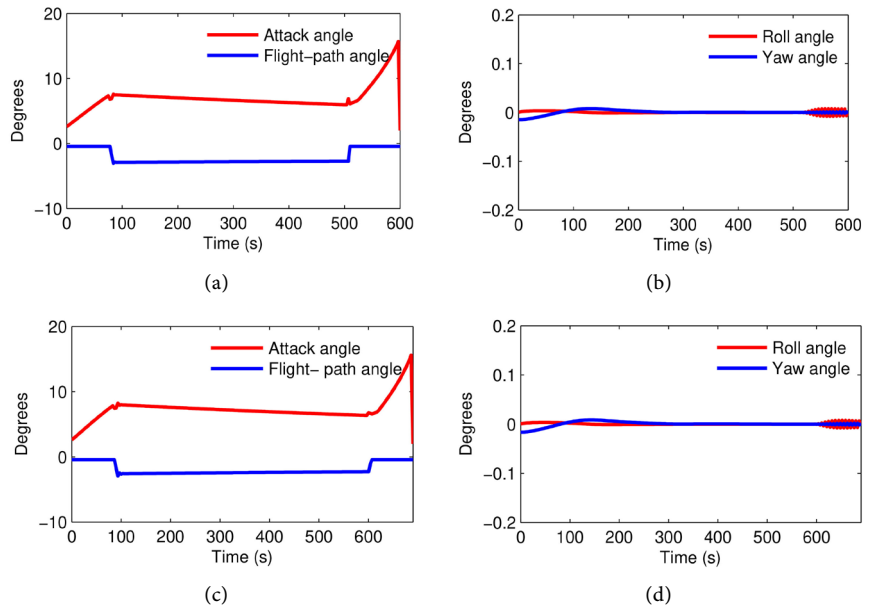 20
10
0
−10
Degrees
Attack angle
Flight−path angle
0 100 200 300 400 500 600
Time (s)
(a)
0.2
0.1
0
−0.1
−0.2
Degrees
Roll angle
Yaw angle
0 100 200 300 400 500 600
Time (s)
(b)
20
10
0
−10
Degrees
Attack angle
Flight− path angle
0 100 200 300 400 500 600
Time (s)
(c)
0.2
0.1
0
−0.1
−0.2
Degrees
Roll angle
Yaw angle
0 100 200 300 400 500 600
Time (s)
(d)